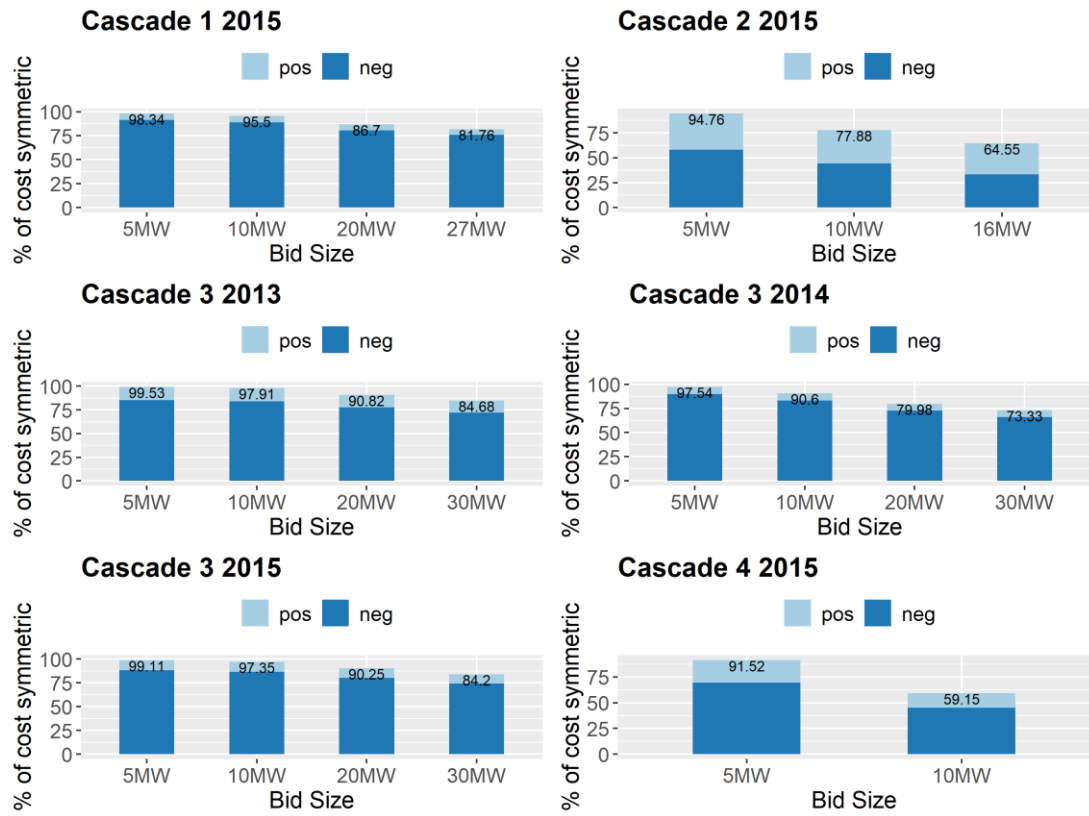 Cascade 1 2015
pos neg
% of cost symmetric
100
75
50
25
0
98.34 95.5 86.7 81.76
5MW 10MW 20MW 27MW
Bid Size
Cascade 2 2015
pos neg
% of cost symmetric
75
50
25
0
94.76 77.88 64.55
5MW 10MW 16MW
Bid Size
Cascade 3 2013
pos neg
% of cost symmetric
100
75
50
25
0
99.53 97.91 90.82 84.68
5MW 10MW 20MW 30MW
Bid Size
Cascade 3 2014
pos neg
% of cost symmetric
100
75
50
25
0
97.54 90.6 79.98 73.33
5MW 10MW 20MW 30MW
Bid Size
Cascade 3 2015
pos neg
% of cost symmetric
100
75
50
25
0
99.11 97.35 90.25 84.2
5MW 10MW 20MW 30MW
Bid Size
Cascade 4 2015
pos neg
% of cost symmetric
75
50
25
0
91.52 59.15
5MW 10MW
Bid Size